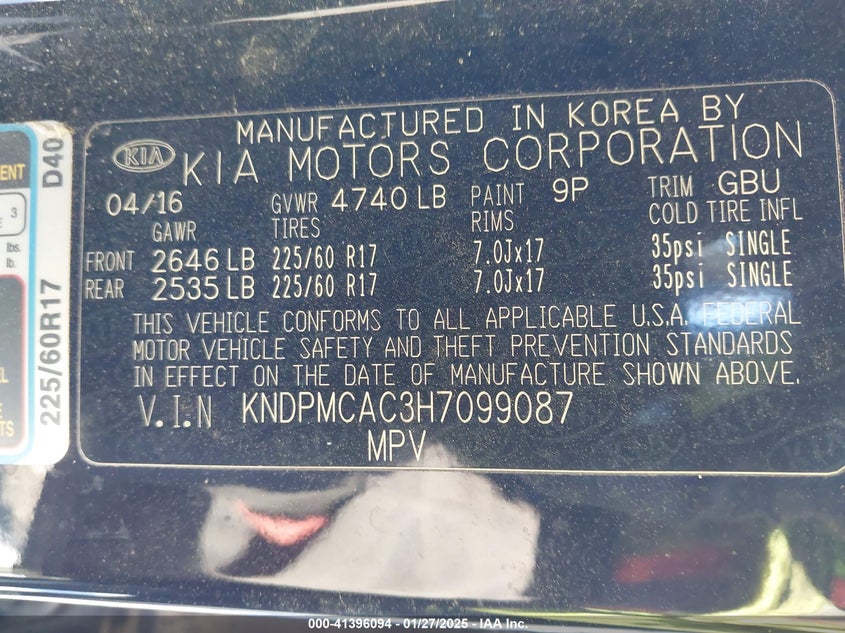 MANUFACTURED IN KOREA BY
KIA KIA MOTORS CORPORATION
04/16 GVWR 4740 LB PAINT 9P TRIM GBU
GAWR TIRES RIMS COLD TIRE INFL
FRONT 2646 LB 225/60 R17 7.0Jx17 35psi SINGLE
REAR 2535 LB 225/60 R17 7.0Jx17 35psi SINGLE
THIS VEHICLE CONFORMS TO ALL APPLICABLE U.S.A. FEDERAL
MOTOR VEHICLE SAFETY AND THEFT PREVENTION STANDARDS
IN EFFECT ON THE DATE OF MANUFACTURE SHOWN ABOVE.
V.I.N KNDPMCAC3H7099087
MPV
225/60R17 D40
3
lbs.
lb.
000-41396094 - 01/27/2025 - IAA Inc.